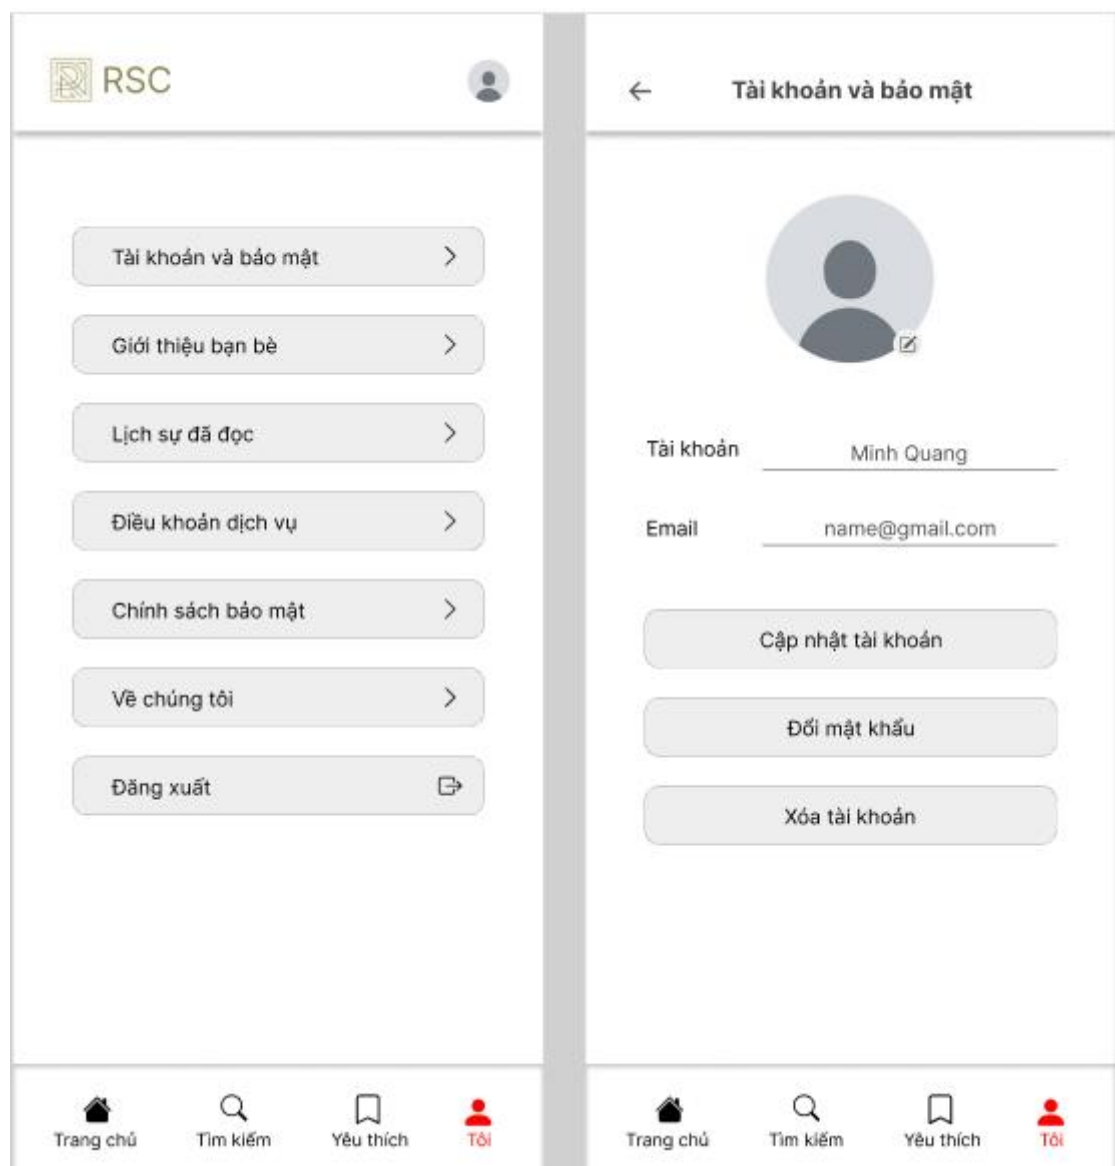 RSC
Tài khoản và bảo mật
Giới thiệu bạn bè
Lịch sự đã đọc
Điều khoản dịch vụ
Chính sách bảo mật
Về chúng tôi
Đăng xuất
Trang chủ
Tìm kiếm
Yêu thích
Tôi
Tài khoản và bảo mật
Tài khoản
Minh Quang
Email
name@gmail.com
Cập nhật tài khoản
Đổi mật khẩu
Xóa tài khoản
Trang chủ
Tìm kiếm
Yêu thích
Tôi